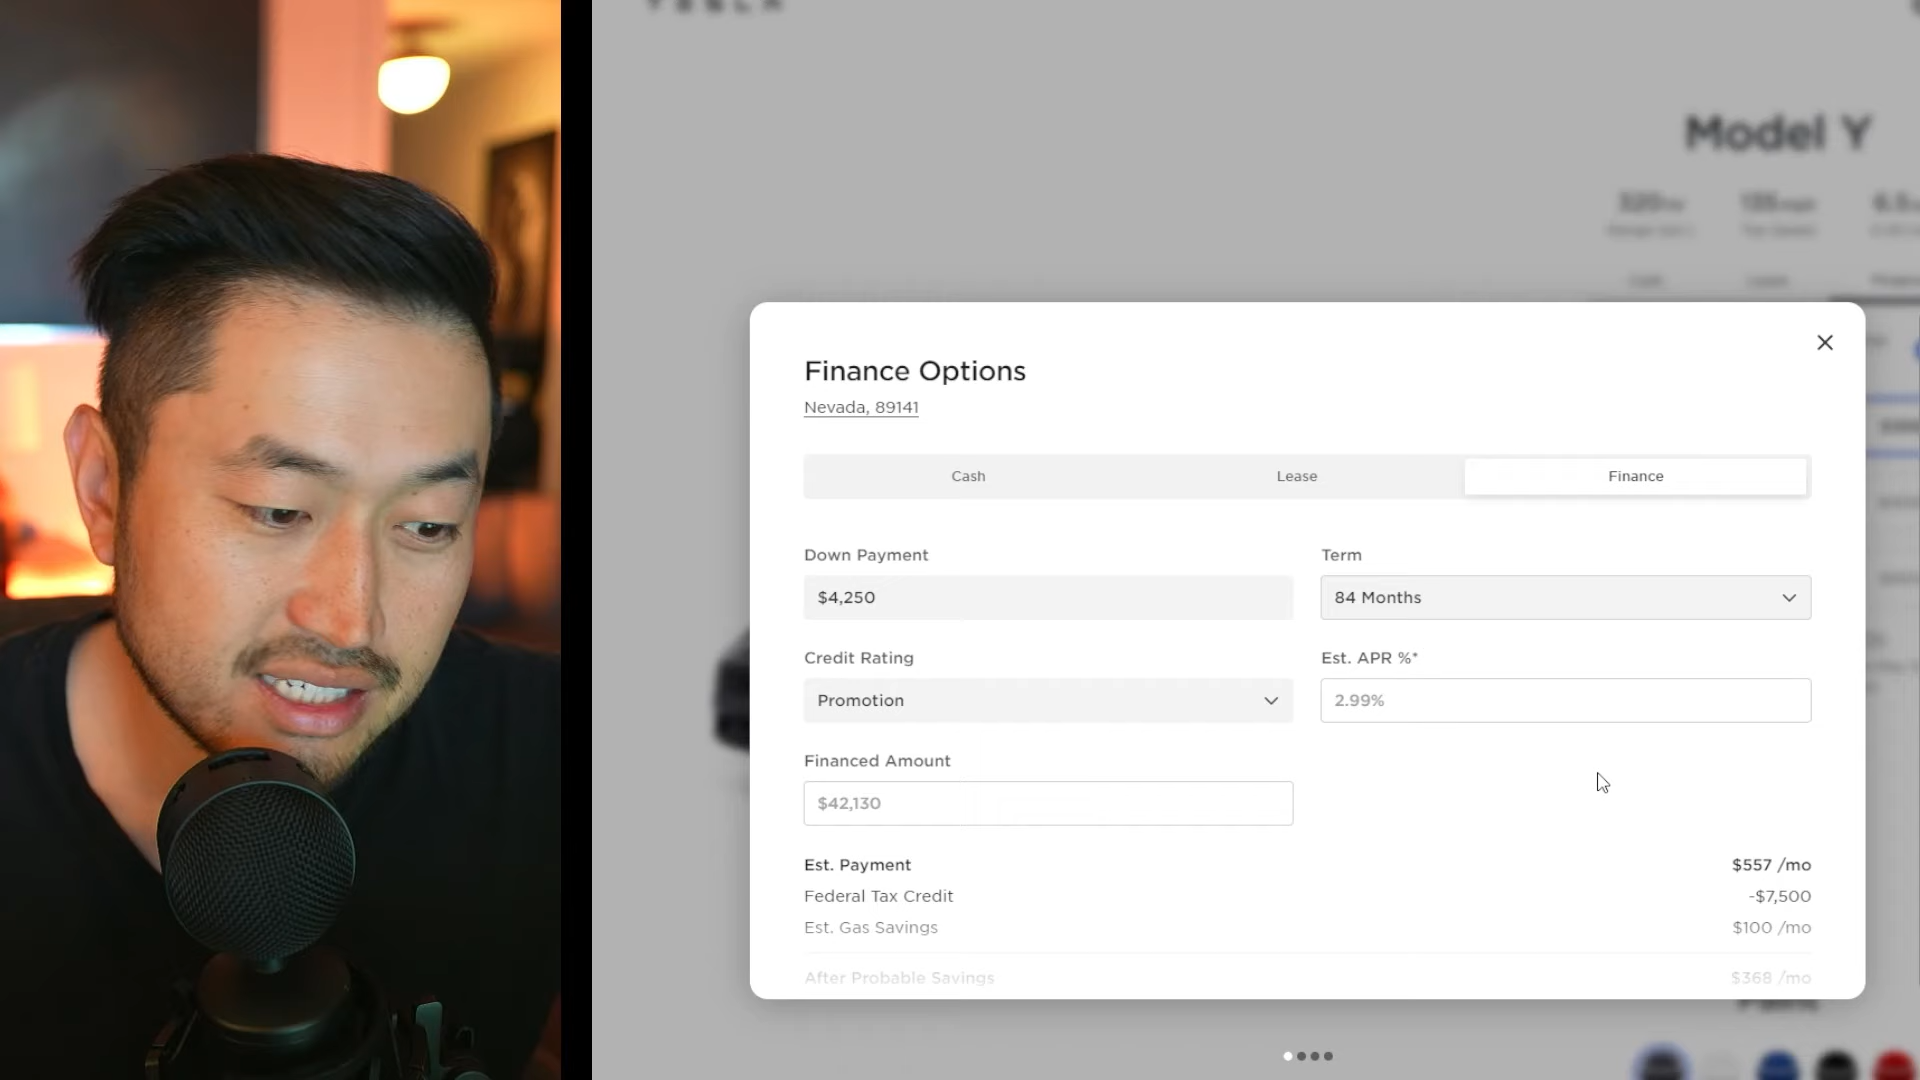 Model Y
Finance Options
Nevada, 89141
Cash Lease Finance
Down Payment Term
$4,250 84 Months
Credit Rating Est. APR %*
Promotion 2.99%
Financed Amount
$42,130
Est. Payment $557 /mo
Federal Tax Credit -$7,500
Est. Gas Savings $100 /mo
After Probable Savings $368 /mo